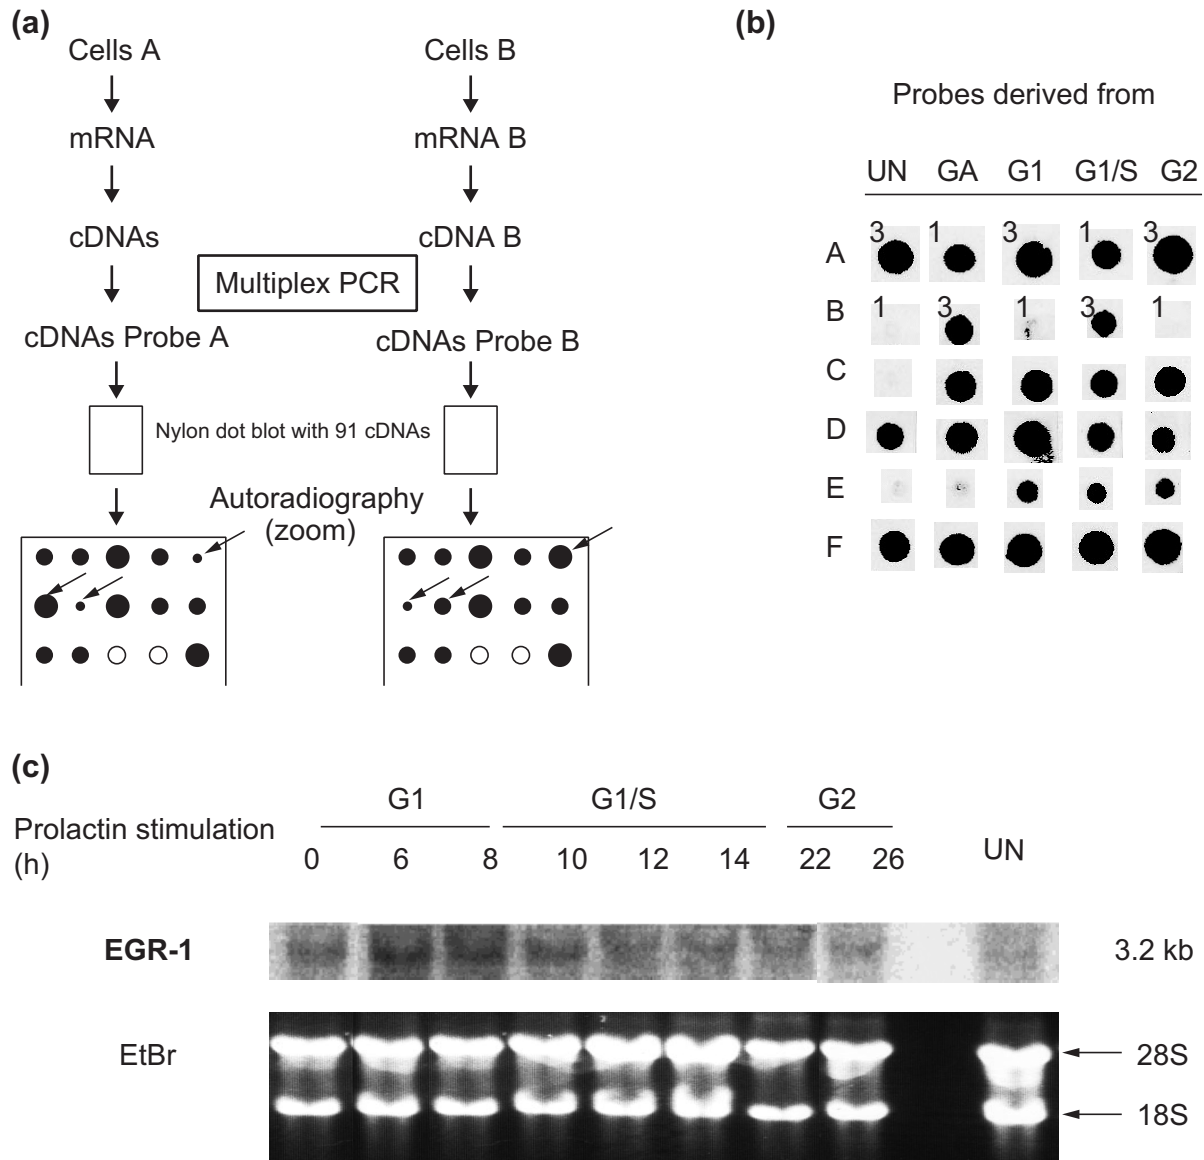 (a)
Cells A Cells B
mRNA mRNA B
cDNAs cDNA B
Multiplex PCR
cDNAs Probe A cDNAs Probe B
Nylon dot blot with 91 cDNAs
Autoradiography
(zoom)
(b)
Probes derived from
UN GA G1 G1/S G2
A 3 1 3 1 3
B 1 3 1 3 1
C
D
E
F
(c)
G1 G1/S G2
Prolactin stimulation
(h) 0 6 8 10 12 14 22 26 UN
EGR-1 3.2 kb
EtBr 28S
18S